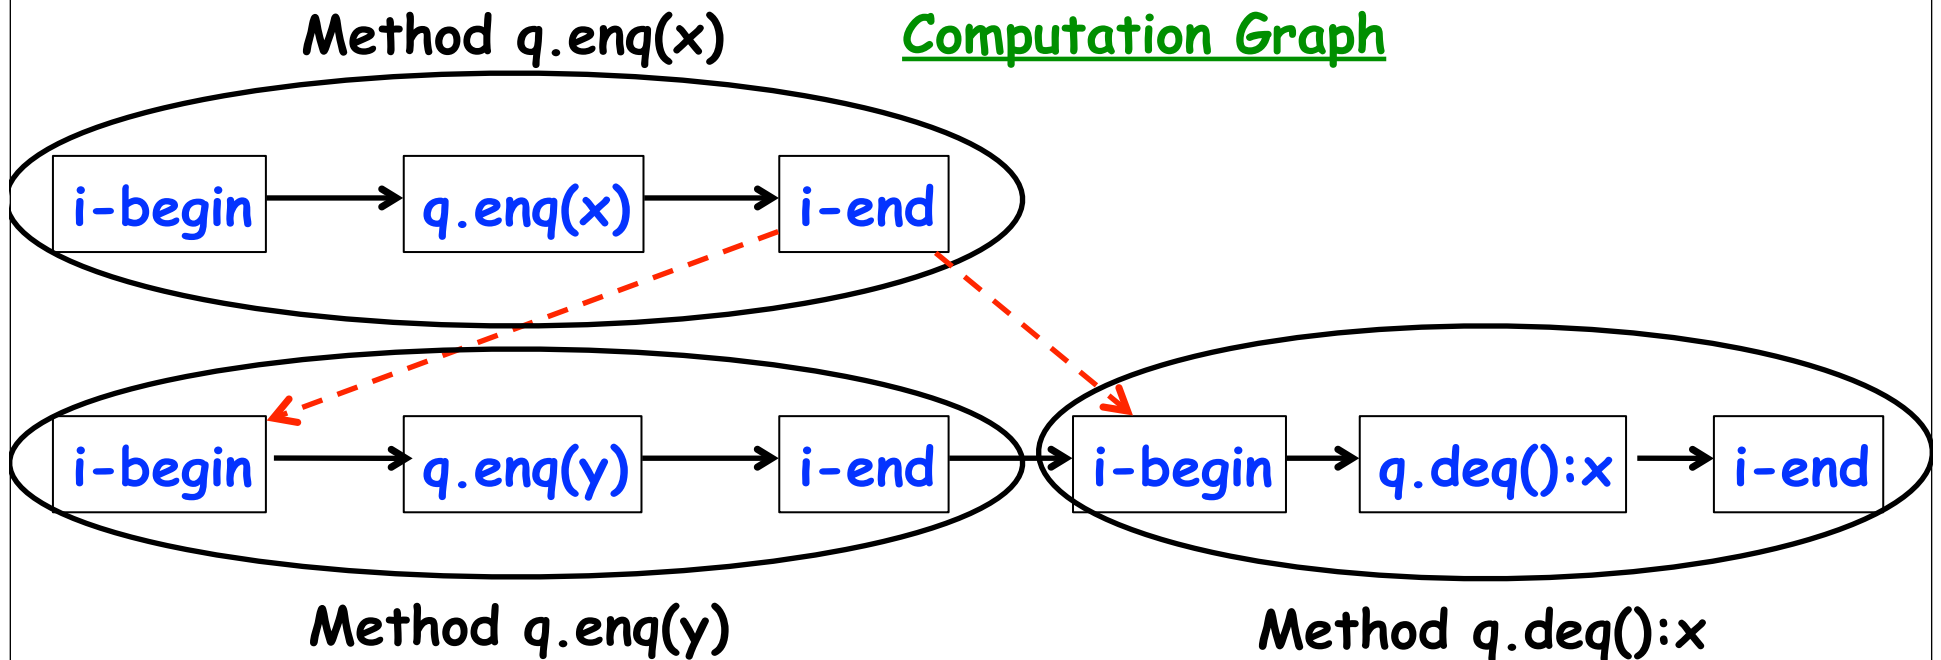 Method q.enq(x)
Computation Graph
i-begin
q.enq(x)
i-end
i-begin
q.enq(y)
i-end
i-begin
q.deq():x
i-end
Method q.enq(y)
Method q.deq():x